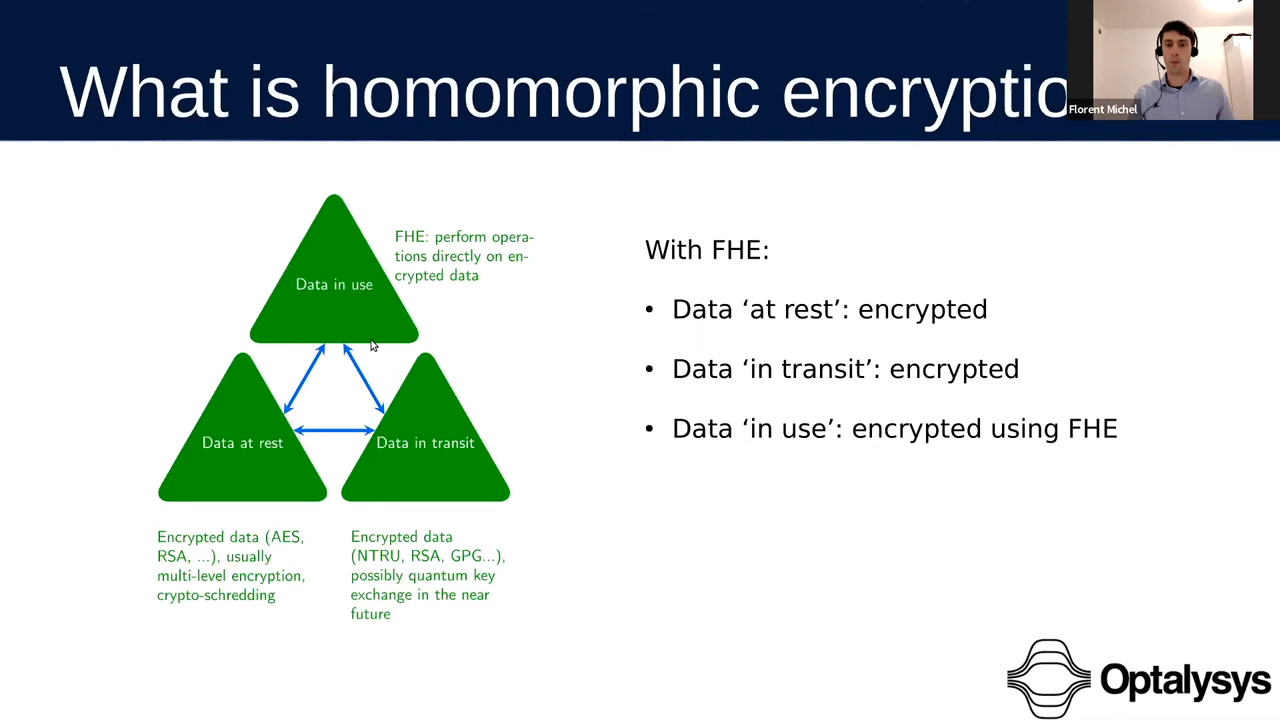 What is homomorphic encryptio
Florent Michel
FHE: perform opera-
tions directly on en-
crypted data
Data in use
Data at rest
Data in transit
Encrypted data (AES,
RSA, ...), usually
multi-level encryption,
crypto-schredding
Encrypted data
(NTRU, RSA, GPG...),
possibly quantum key
exchange in the near
future
With FHE:
• Data ‘at rest’: encrypted
• Data ‘in transit’: encrypted
• Data ‘in use’: encrypted using FHE
Optalysys